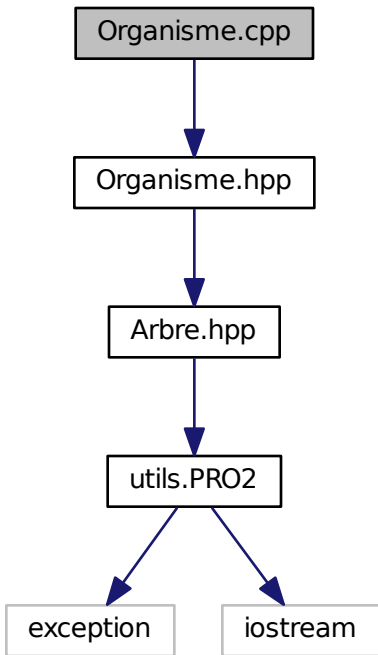 Organisme.cpp
Organisme.hpp
Arbre.hpp
utils.PRO2
exception
iostream